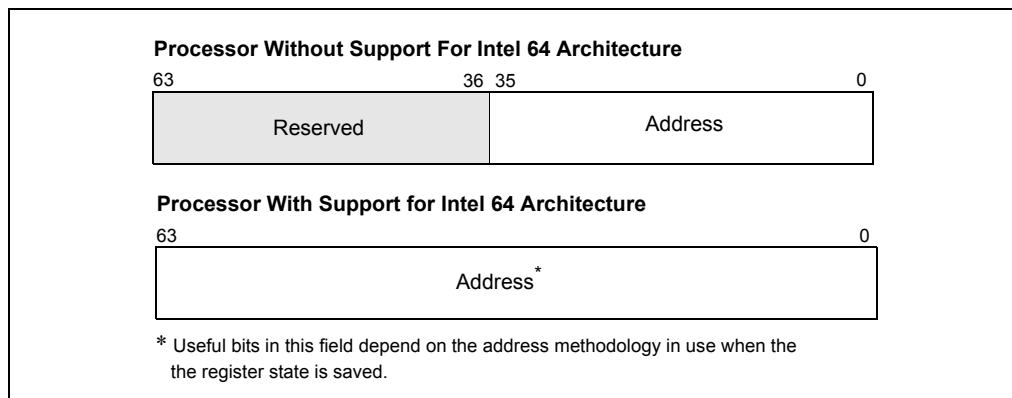 Processor Without Support For Intel 64 Architecture
63 36 35 0
Reserved Address
Processor With Support for Intel 64 Architecture
63 0
Address*
* Useful bits in this field depend on the address methodology in use when the
the register state is saved.